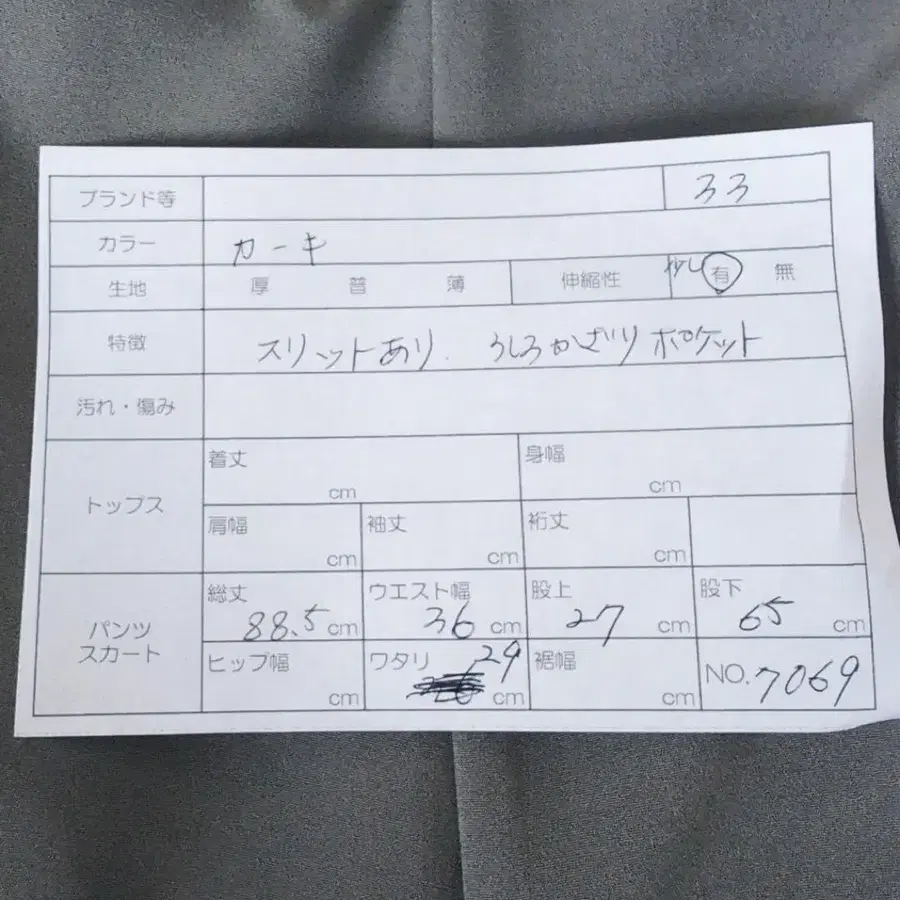 ブランド等 33
カラー カーキ
生地 厚 普 薄 伸縮性 少し 有 無
特徴 スリットあり. うしろかざりポケット
汚れ・傷み
トップス
着丈 cm 身幅 cm
肩幅 cm 袖丈 cm 裄丈 cm
パンツ
スカート
総丈 88.5 cm ウエスト幅 36 cm 股上 27 cm 股下 65 cm
ヒップ幅 cm ワタリ 29 cm 裾幅 cm NO. 7069